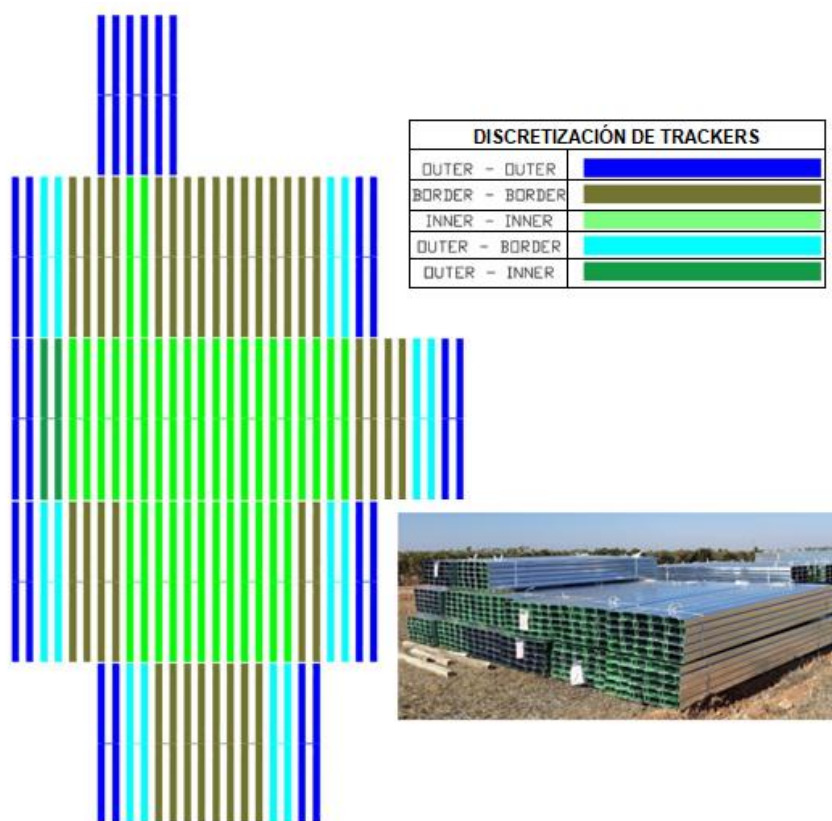 DISCRETIZACIÓN DE TRACKERS
OUTER - OUTER
BORDER - BORDER
INNER - INNER
OUTER - BORDER
OUTER - INNER